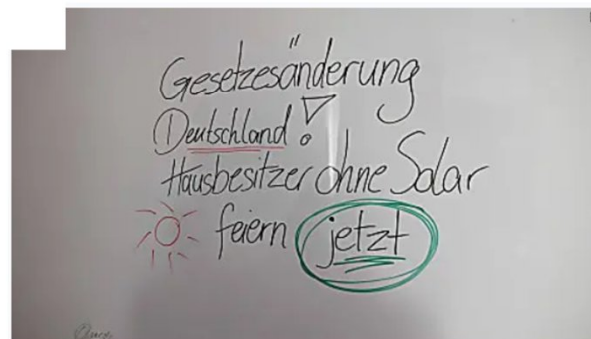 Gesetzesänderung
Deutschland!
Hausbesitzer ohne Solar
feiern jetzt